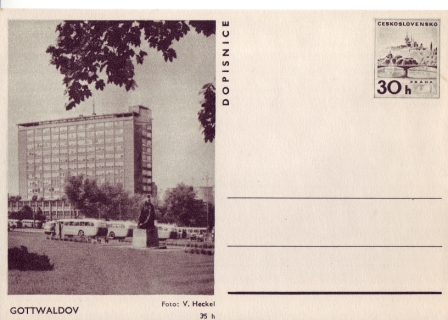 DOPISNICE
ČESKOSLOVENSKO
PRAHA
30 h
GOTTWALDOV
Foto: V. Heckel
35 h